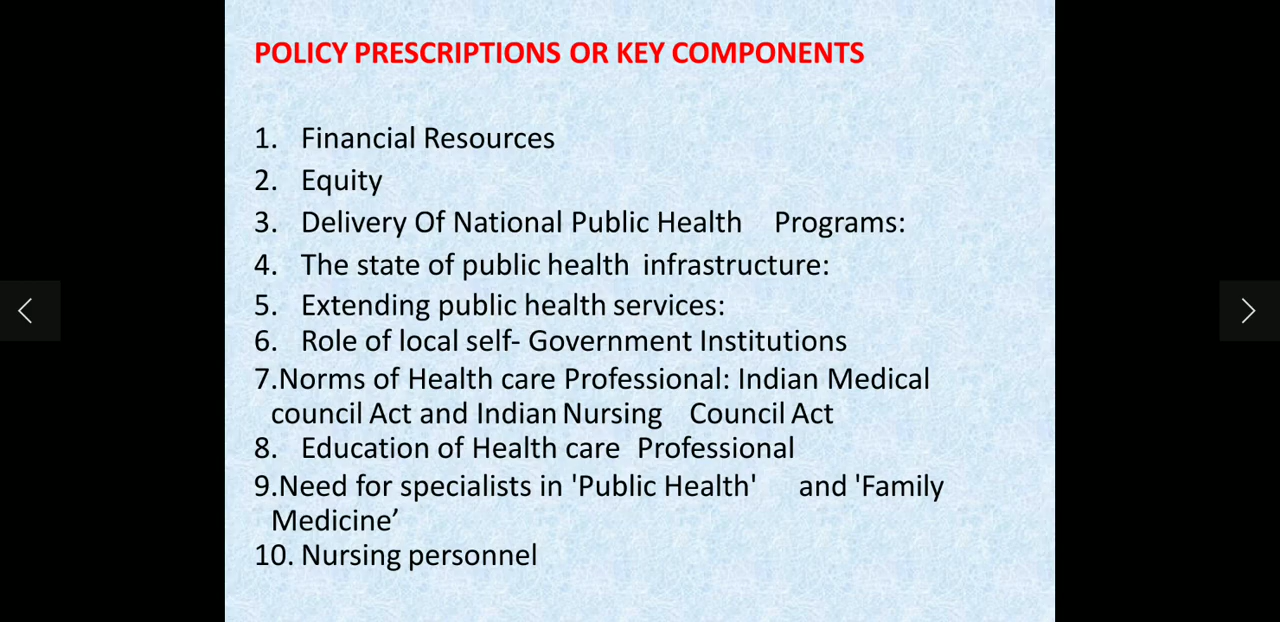 POLICY PRESCRIPTIONS OR KEY COMPONENTS
1. Financial Resources
2. Equity
3. Delivery Of National Public Health Programs:
4. The state of public health infrastructure:
5. Extending public health services:
6. Role of local self- Government Institutions
7.Norms of Health care Professional: Indian Medical
council Act and Indian Nursing Council Act
8. Education of Health care Professional
9.Need for specialists in 'Public Health' and 'Family
Medicine’
10. Nursing personnel